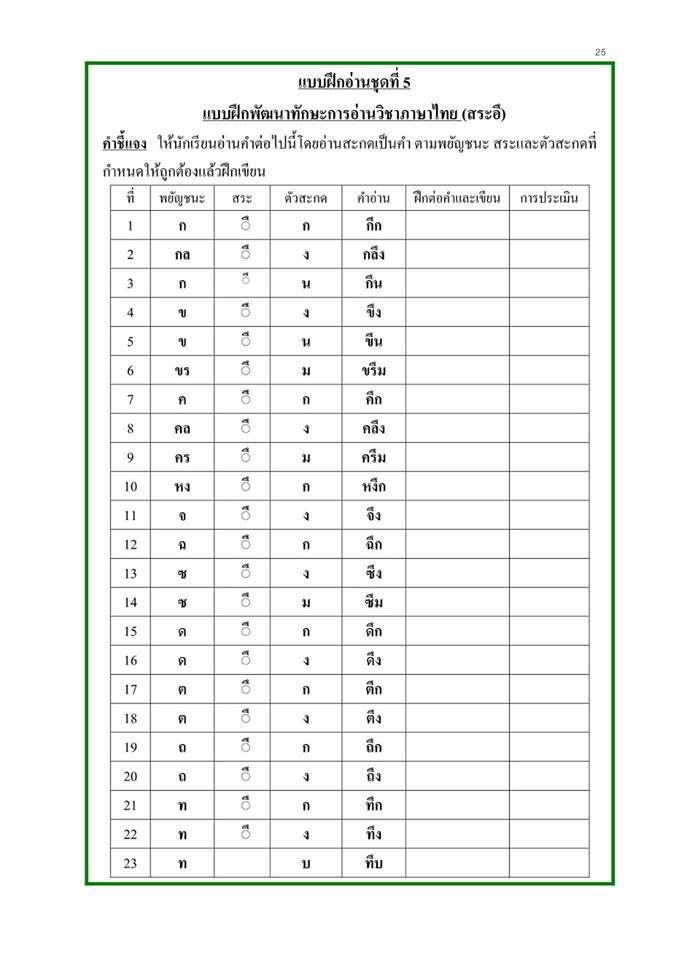 25
แบบฝึกอ่านชุดที่ 5
แบบฝึกพัฒนาทักษะการอ่านวิชาภาษาไทย (สระอึ)
คำชี้แจง ให้นักเรียนอ่านคำต่อไปนี้โดยอ่านสะกดเป็นคำ ตามพยัญชนะ สระและตัวสะกดที่
กำหนดให้ถูกต้องแล้วฝึกเขียน
ที่ พยัญชนะ สระ ตัวสะกด คำอ่าน ฝึกต่อคำและเขียน การประเมิน
1 ก ึ ก กึก
2 กล ึ ง กลึง
3 ก ึ น กึน
4 ข ึ ง ขึง
5 ข ึ น ขึน
6 ขร ึ ม ขรึม
7 ค ึ ก คึก
8 คล ึ ง คลึง
9 คร ึ ม ครึม
10 หง ึ ก หงึก
11 จ ึ ง จึง
12 ฉ ึ ก ฉึก
13 ซ ึ ง ซึง
14 ซ ึ ม ซึม
15 ด ึ ก ดึก
16 ด ึ ง ดึง
17 ต ึ ก ตึก
18 ต ึ ง ตึง
19 ถ ึ ก ถึก
20 ถ ึ ง ถึง
21 ท ึ ก ทึก
22 ท ึ ง ทึง
23 ท บ ทึบ